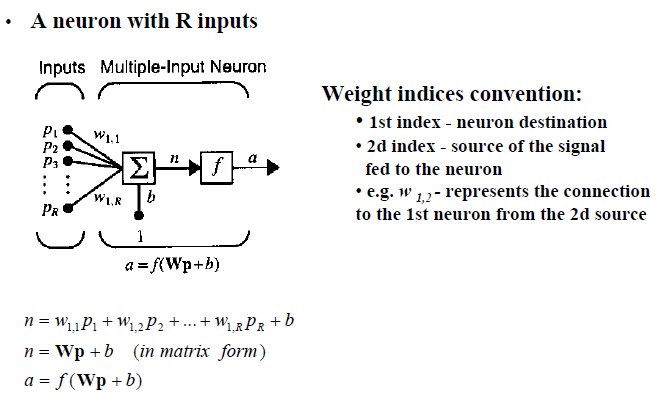 • A neuron with R inputs
Inputs Multiple-Input Neuron
p1
p2
p3
pR
w1,1
w1,R
Σ
n
f
a
b
1
a = f(Wp+b)
Weight indices convention:
• 1st index - neuron destination
• 2d index - source of the signal
fed to the neuron
• e.g. w 1,2 - represents the connection
to the 1st neuron from the 2d source
n = w1,1p1 + w1,2p2 + ... + w1,RpR + b
n = Wp + b (in matrix form)
a = f(Wp + b)